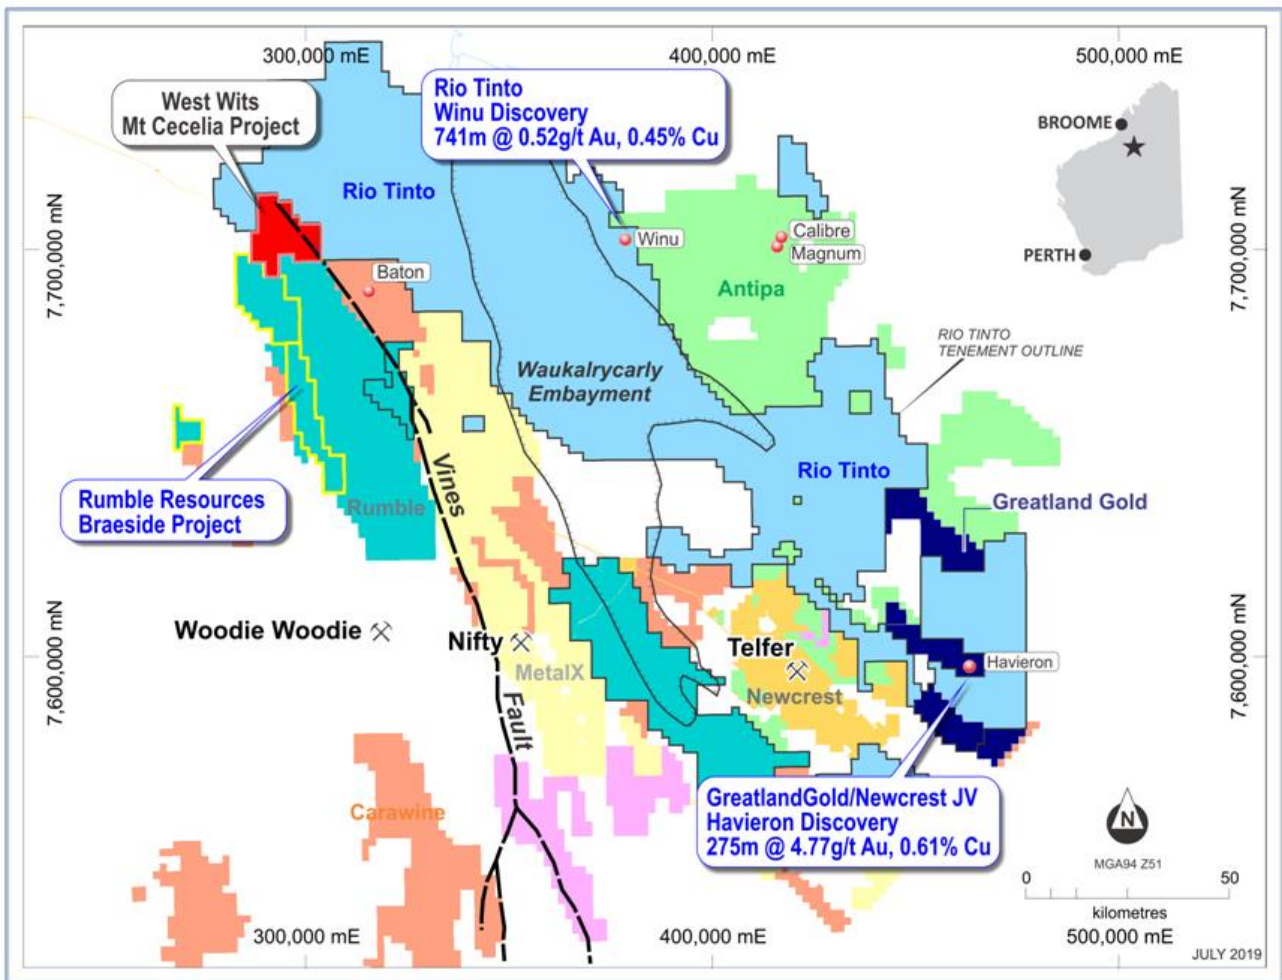 300,000 mE
400,000 mE
500,000 mE
West Wits
Mt Cecelia Project
Rio Tinto
Winu Discovery
741m @ 0.52g/t Au, 0.45% Cu
BROOME
PERTH
Rio Tinto
7,700,000 mN
7,700,000 mN
Winu
Calibre
Magnum
Baton
Antipa
RIO TINTO
TENEMENT OUTLINE
Waukalrycarly
Embayment
Rio Tinto
Vines
Rumble Resources
Braeside Project
Rumble
Greatland Gold
Woodie Woodie
Nifty
MetalX
Telfer
Newcrest
Havieron
7,600,000 mN
7,600,000 mN
Fault
Carawine
GreatlandGold/Newcrest JV
Havieron Discovery
275m @ 4.77g/t Au, 0.61% Cu
N
MGA94 Z51
0
50
kilometres
300,000 mE
400,000 mE
500,000 mE
JULY 2019